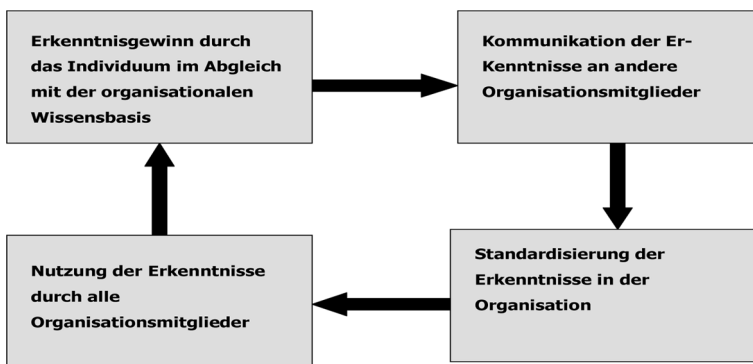 Erkenntnisgewinn durch
das Individuum im Abgleich
mit der organisationalen
Wissensbasis
Kommunikation der Er-
Kenntnisse an andere
Organisationsmitglieder
Standardisierung der
Erkenntnisse in der
Organisation
Nutzung der Erkenntnisse
durch alle
Organisationsmitglieder